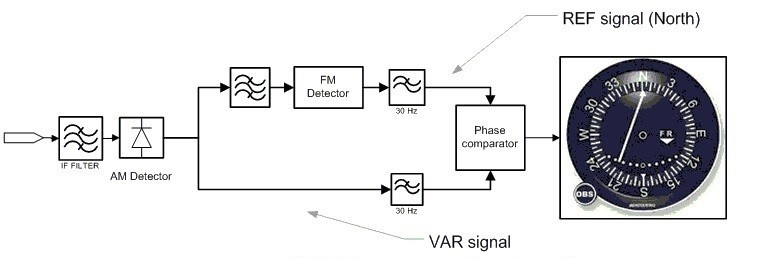 REF signal (North)
FM
Detector
30 Hz
IF FILTER
AM Detector
Phase
comparator
30 Hz
VAR signal
N
3
6
E
12
15
S
21
24
W
30
33
FR
OBS